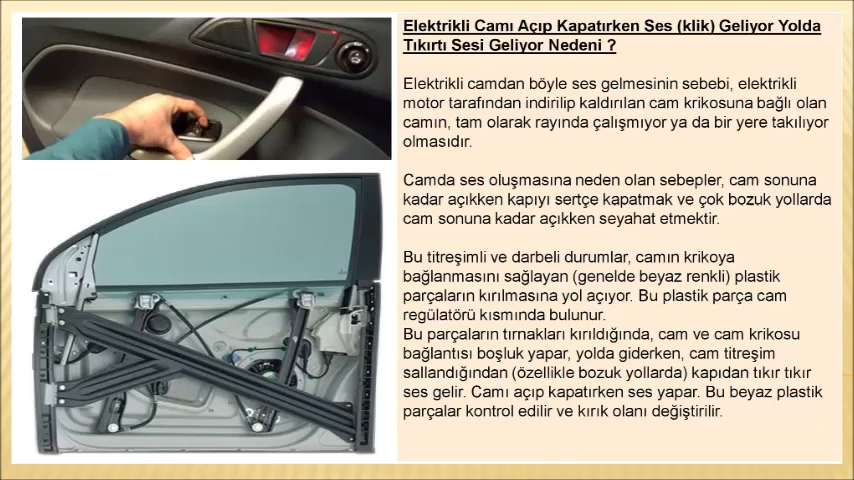 Elektrikli Camı Açıp Kapatırken Ses (klik) Geliyor Yolda
Tıkırtı Sesi Geliyor Nedeni ?
Elektrikli camdan böyle ses gelmesinin sebebi, elektrikli
motor tarafından indirilip kaldırılan cam krikosuna bağlı olan
camın, tam olarak rayında çalışmıyor ya da bir yere takılıyor
olmasıdır.
Camda ses oluşmasına neden olan sebepler, cam sonuna
kadar açıkken kapıyı sertçe kapatmak ve çok bozuk yollarda
cam sonuna kadar açıkken seyahat etmektir.
Bu titreşimli ve darbeli durumlar, camın krikoya
bağlanmasını sağlayan (genelde beyaz renkli) plastik
parçaların kırılmasına yol açıyor. Bu plastik parça cam
regülatörü kısmında bulunur.
Bu parçaların tırnakları kırıldığında, cam ve cam krikosu
bağlantısı boşluk yapar, yolda giderken, cam titreşim
sallandığından (özellikle bozuk yollarda) kapıdan tıkır tıkır
ses gelir. Camı açıp kapatırken ses yapar. Bu beyaz plastik
parçalar kontrol edilir ve kırık olanı değiştirilir.